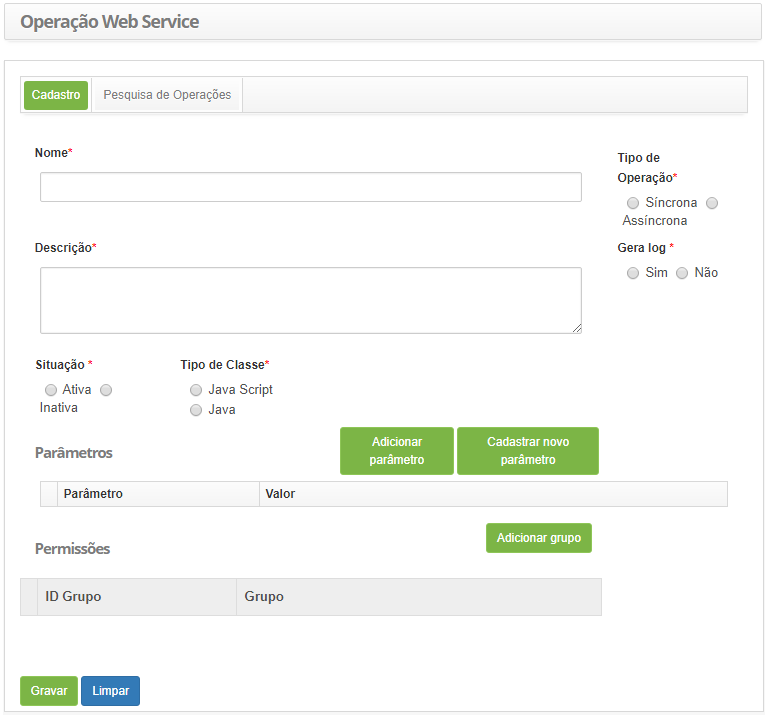 Operação Web Service
Cadastro Pesquisa de Operações
Nome*
Tipo de
Operação*
Síncrona
Assíncrona
Descrição*
Gera log *
Sim Não
Situação *
Ativa
Inativa
Tipo de Classe*
Java Script
Java
Parâmetros
Adicionar
parâmetro
Cadastrar novo
parâmetro
Parâmetro Valor
Permissões
Adicionar grupo
ID Grupo Grupo
Gravar Limpar